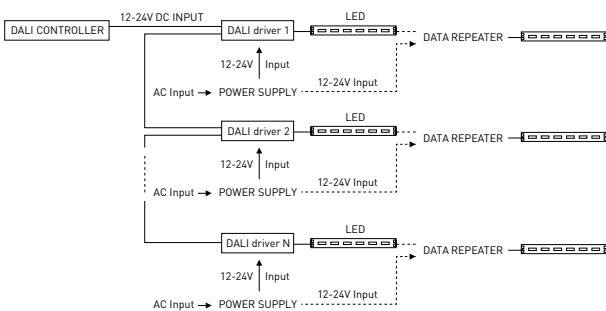 12-24V DC INPUT
LED
DALI CONTROLLER
DALI driver 1
DATA REPEATER
12-24V Input
12-24V Input
AC Input POWER SUPPLY
LED
DALI driver 2
DATA REPEATER
12-24V Input
12-24V Input
AC Input POWER SUPPLY
LED
DALI driver N
DATA REPEATER
12-24V Input
12-24V Input
AC Input POWER SUPPLY